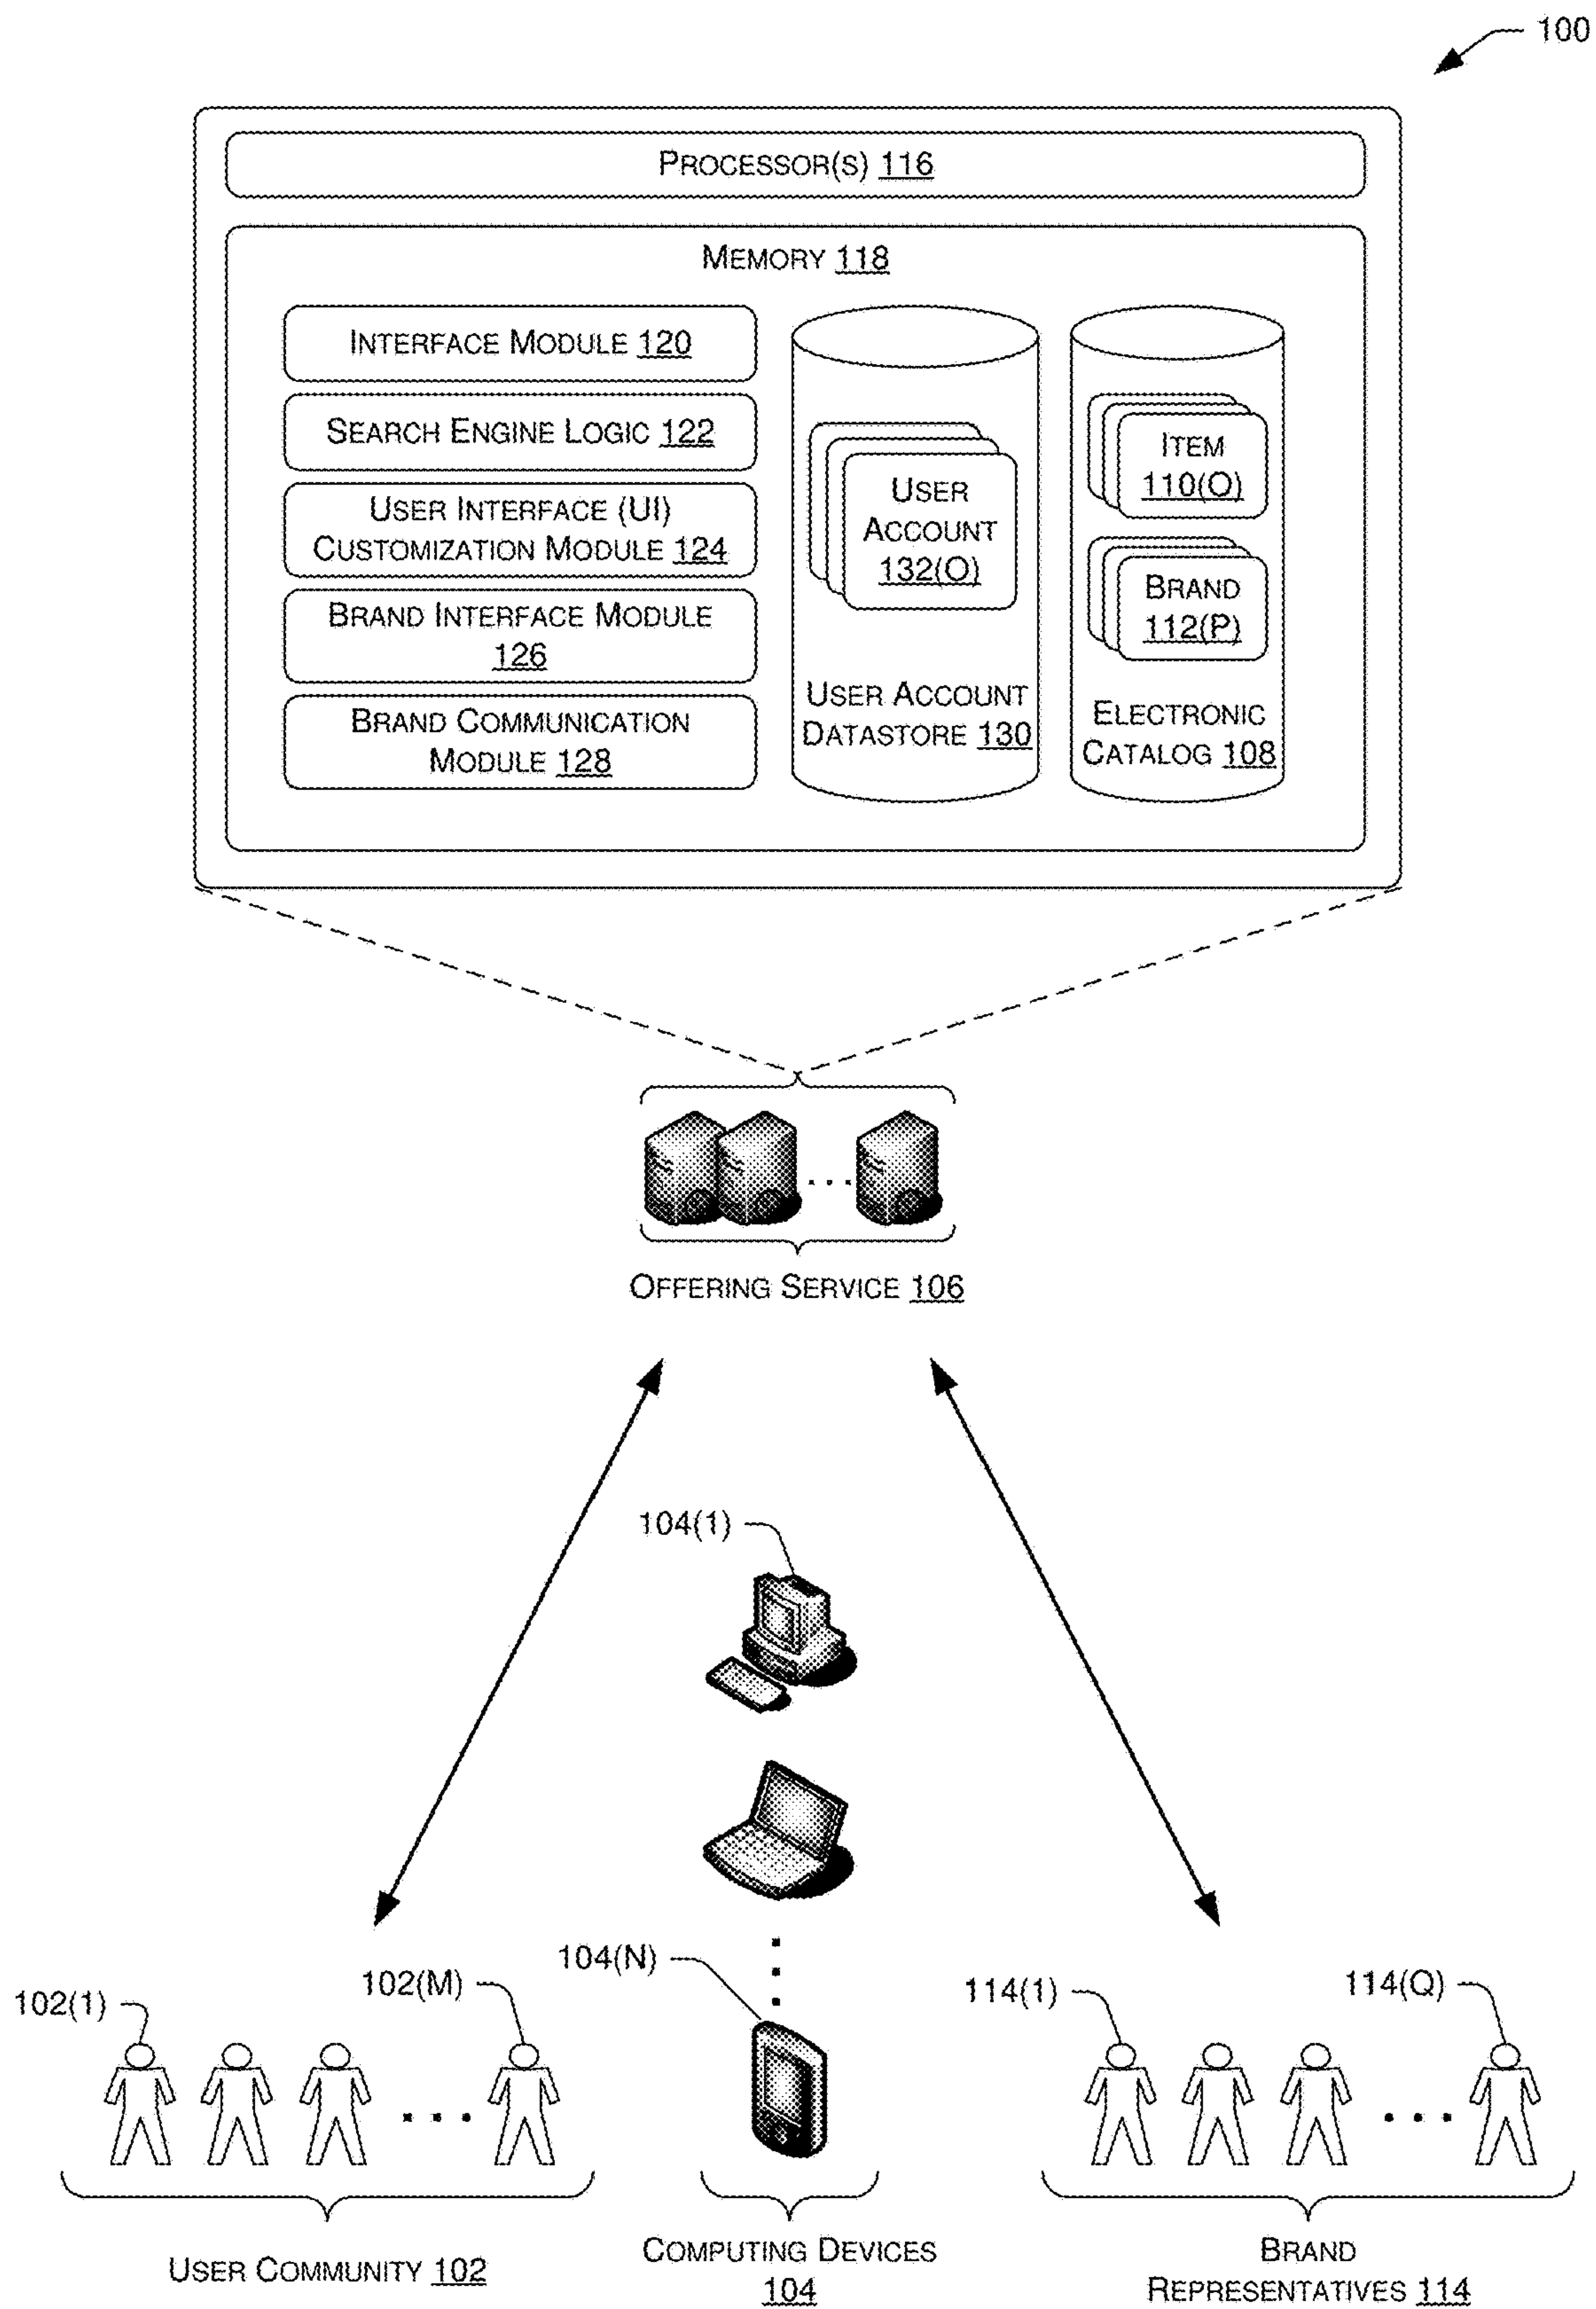 100
PROCESSOR(S) 116
MEMORY 118
INTERFACE MODULE 120
SEARCH ENGINE LOGIC 122
USER INTERFACE (UI)
CUSTOMIZATION MODULE 124
BRAND INTERFACE MODULE
126
BRAND COMMUNICATION
MODULE 128
USER
ACCOUNT
132(O)
USER ACCOUNT
DATASTORE 130
ITEM
110(O)
BRAND
112(P)
ELECTRONIC
CATALOG 108
OFFERING SERVICE 106
104(1)
104(N)
102(1)
102(M)
114(1)
114(Q)
USER COMMUNITY 102
COMPUTING DEVICES
104
BRAND
REPRESENTATIVES 114